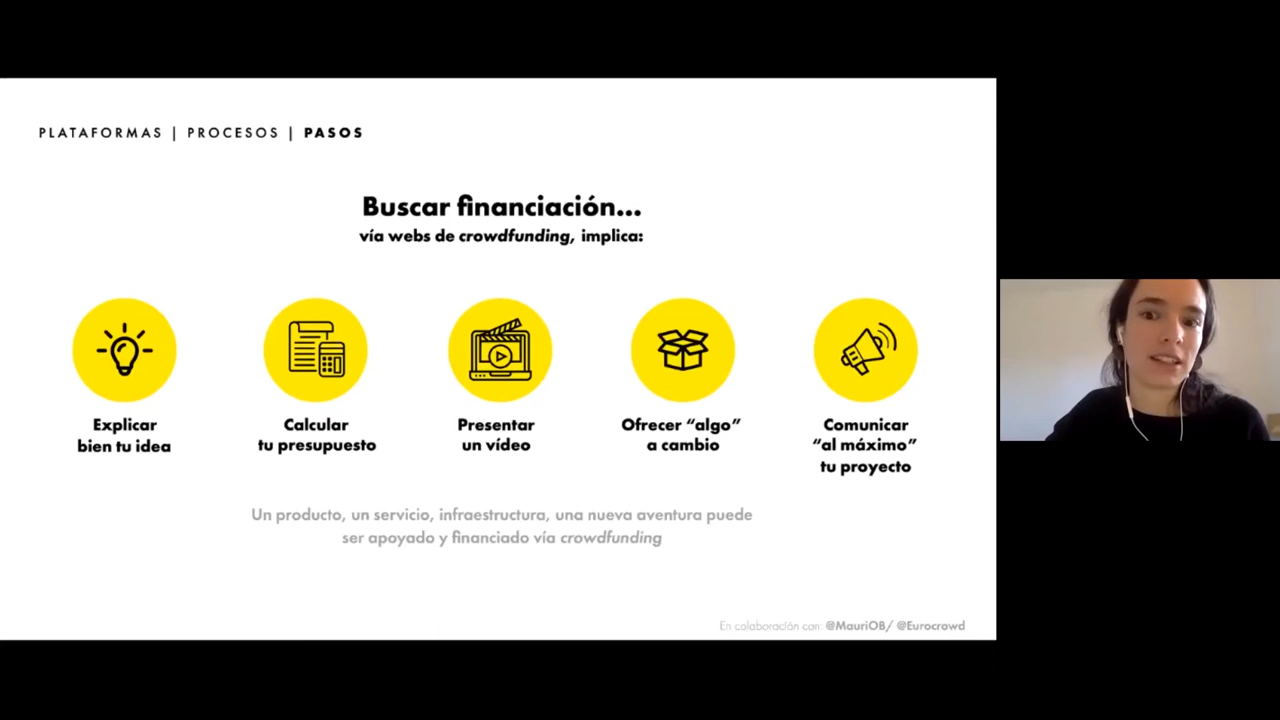 PLATAFORMAS | PROCESOS | PASOS
Buscar financiación...
vía webs de crowdfunding, implica:
Explicar
bien tu idea
Calcular
tu presupuesto
Presentar
un vídeo
Ofrecer “algo”
a cambio
Comunicar
“al máximo”
tu proyecto
Un producto, un servicio, infraestructura, una nueva aventura puede
ser apoyado y financiado vía crowdfunding
En colaboración con: @MauriOB/ @Eurocrowd